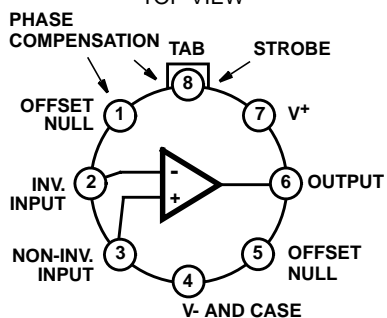 TOP VIEW
PHASE
COMPENSATION
TAB
STROBE
8
OFFSET
NULL
1
7
V+
INV.
INPUT
2
-
+
6
OUTPUT
NON-INV.
INPUT
3
5
OFFSET
NULL
4
V- AND CASE